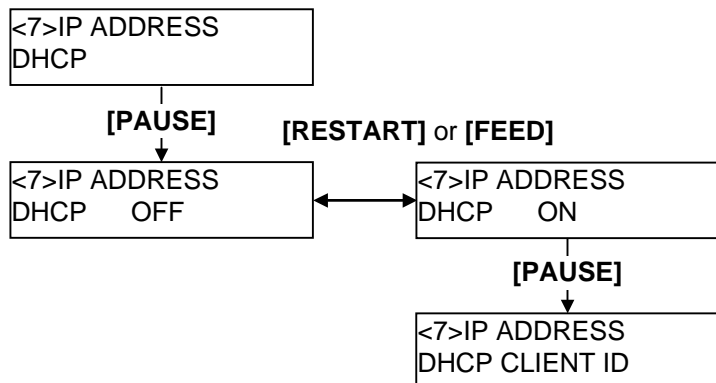 <7>IP ADDRESS
DHCP
[PAUSE]
[RESTART] or [FEED]
<7>IP ADDRESS
DHCP OFF
<7>IP ADDRESS
DHCP ON
[PAUSE]
<7>IP ADDRESS
DHCP CLIENT ID